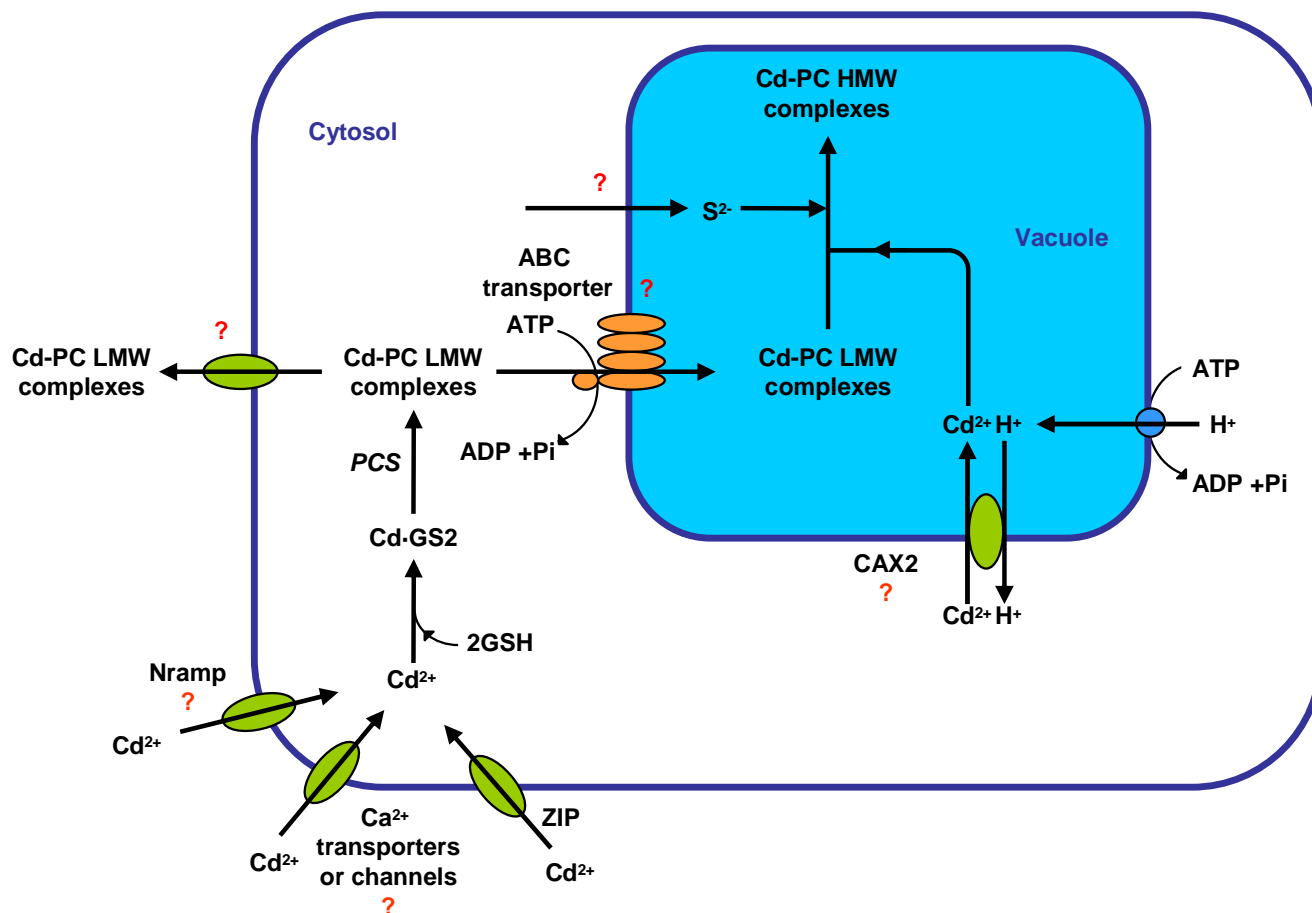 Cd-PC HMW
complexes
Cytosol
?
S²⁻
Vacuole
ABC
transporter
?
ATP
?
Cd-PC LMW
complexes
Cd-PC LMW
complexes
Cd-PC LMW
complexes
ATP
Cd²⁺ H⁺
H⁺
ADP +Pi
PCS
ADP +Pi
Cd·GS2
CAX2
?
Cd²⁺ H⁺
2GSH
Nramp
?
Cd²⁺
Cd²⁺
Ca²⁺
transporters
or channels
?
ZIP
Cd²⁺
Cd²⁺